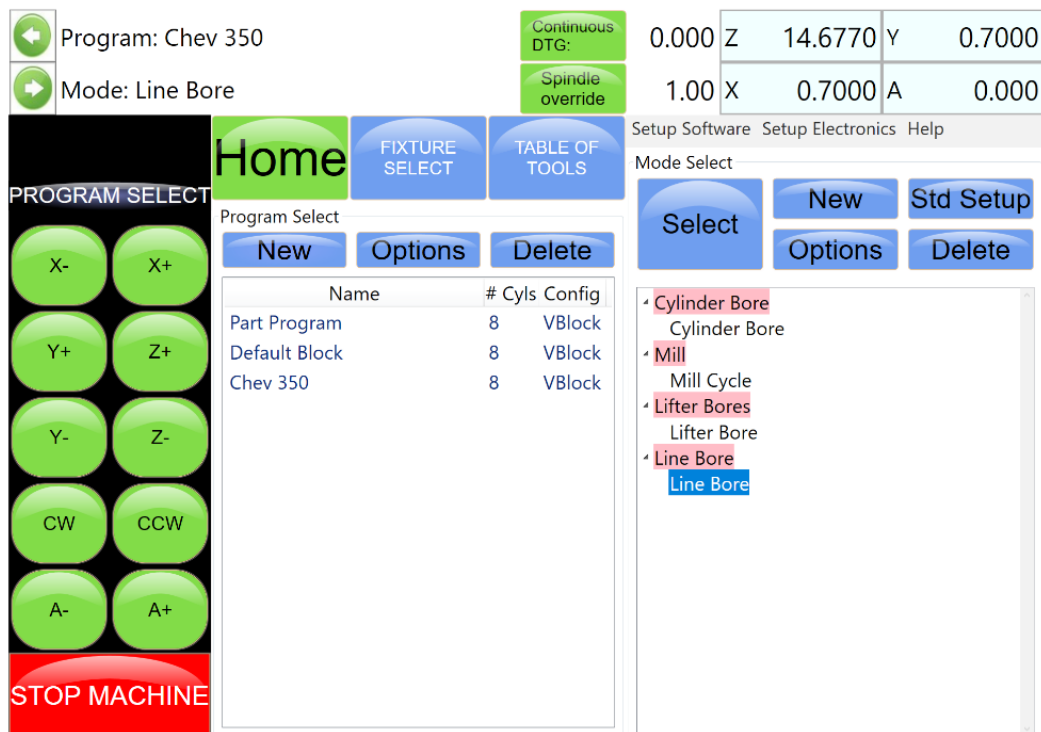 Program: Chev 350
Continuous DTG:
0.000 Z 14.6770 Y 0.7000
Mode: Line Bore
Spindle override
1.00 X 0.7000 A 0.000
PROGRAM SELECT
X- X+
Y+ Z+
Y- Z-
CW CCW
A- A+
STOP MACHINE
Home
FIXTURE SELECT
TABLE OF TOOLS
Program Select
New Options Delete
Name # Cyls Config
Part Program 8 VBlock
Default Block 8 VBlock
Chev 350 8 VBlock
Setup Software Setup Electronics Help
Mode Select
Select
New Std Setup
Options Delete
Cylinder Bore
Cylinder Bore
Mill
Mill Cycle
Lifter Bores
Lifter Bore
Line Bore
Line Bore